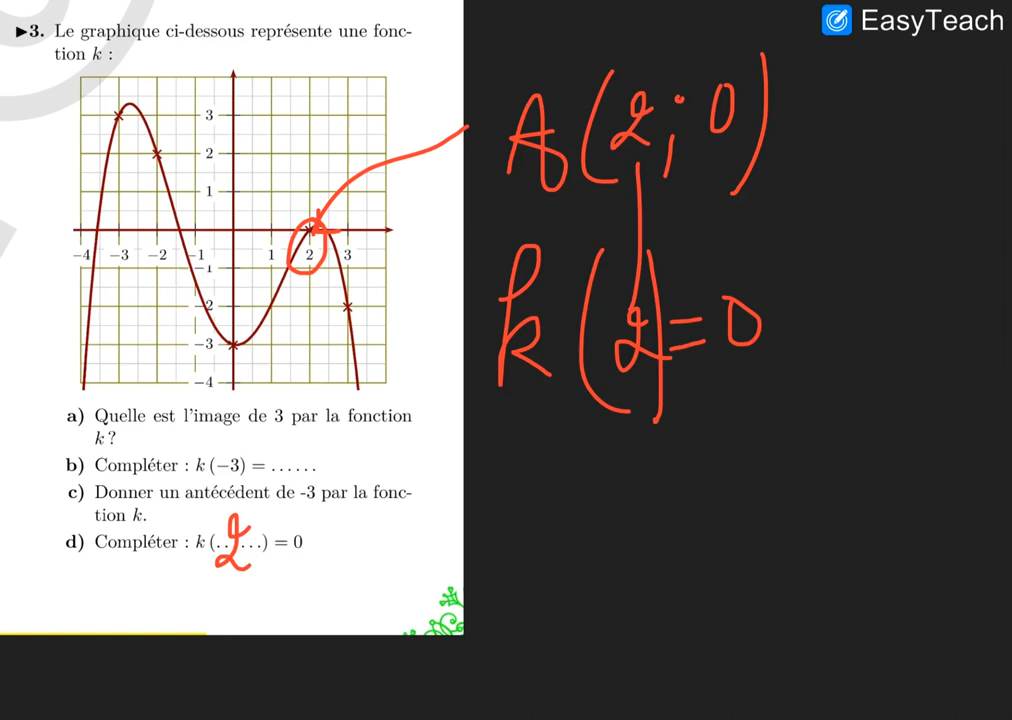 EasyTeach
►3. Le graphique ci-dessous représente une fonc-
tion k :
3
2
1
−4 −3 −2 −1 1 2 3
−1
−2
−3
−4
a) Quelle est l'image de 3 par la fonction
k ?
b) Compléter : k (−3) = ......
c) Donner un antécédent de -3 par la fonc-
tion k.
d) Compléter : k (.. 2 ...) = 0
A(2;0)
k(2)=0